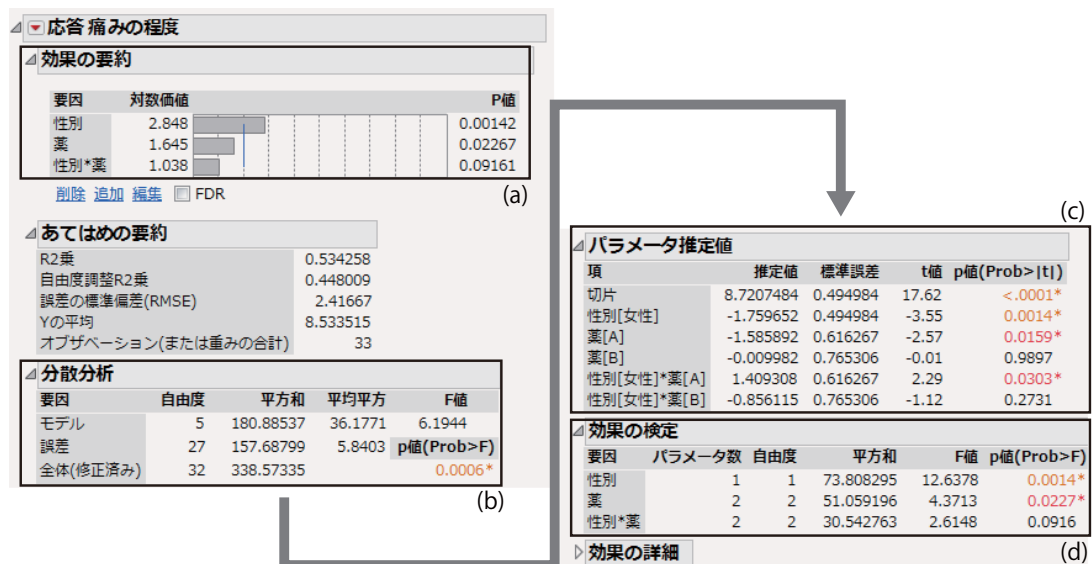 応答 痛みの程度
効果の要約
要因 対数価値 P値
性別 2.848 0.00142
薬 1.645 0.02267
性別*薬 1.038 0.09161
削除 追加 編集 FDR
(a)
あてはめの要約
R2乗 0.534258
自由度調整R2乗 0.448009
誤差の標準偏差(RMSE) 2.41667
Yの平均 8.533515
オブザベーション(または重みの合計) 33
分散分析
要因 自由度 平方和 平均平方 F値
モデル 5 180.88537 36.1771 6.1944
誤差 27 157.68799 5.8403 p値(Prob>F)
全体(修正済み) 32 338.57335 0.0006*
(b)
(c)
パラメータ推定値
項 推定値 標準誤差 t値 p値(Prob>|t|)
切片 8.7207484 0.494984 17.62 <.0001*
性別[女性] -1.759652 0.494984 -3.55 0.0014*
薬[A] -1.585892 0.616267 -2.57 0.0159*
薬[B] -0.009982 0.765306 -0.01 0.9897
性別[女性]*薬[A] 1.409308 0.616267 2.29 0.0303*
性別[女性]*薬[B] -0.856115 0.765306 -1.12 0.2731
効果の検定
要因 パラメータ数 自由度 平方和 F値 p値(Prob>F)
性別 1 1 73.808295 12.6378 0.0014*
薬 2 2 51.059196 4.3713 0.0227*
性別*薬 2 2 30.542763 2.6148 0.0916
効果の詳細
(d)